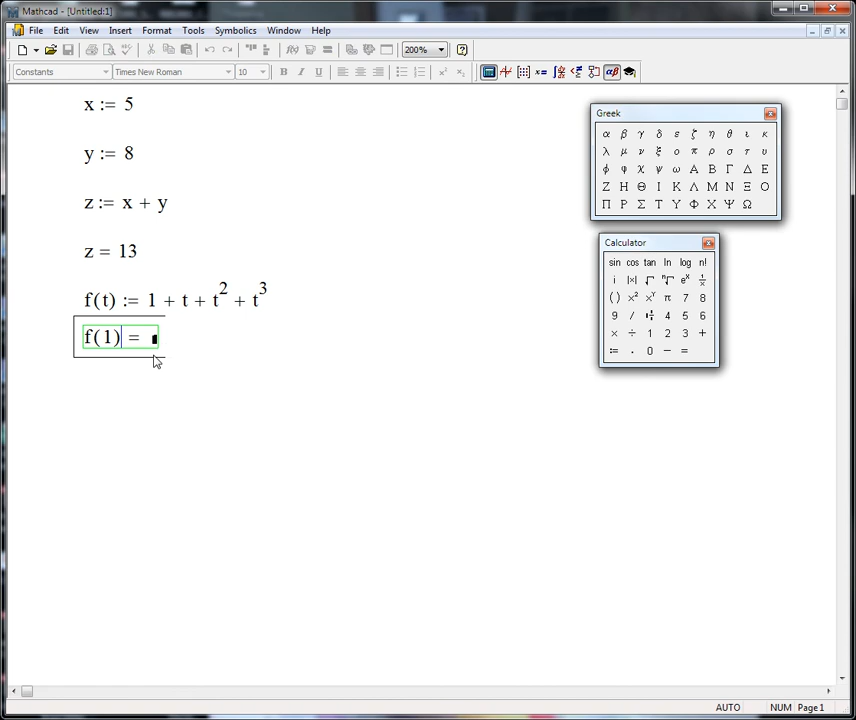 Mathcad - [Untitled:1]
File Edit View Insert Format Tools Symbolics Window Help
200%
Constants Times New Roman 10 B I U
αβ
x := 5
y := 8
z := x + y
z = 13
f(t) := 1 + t + t² + t³
f(1) =
Greek
α β γ δ ε ζ η θ ι κ
λ μ ν ξ ο π ρ σ τ υ
ϕ φ χ ψ ω Α Β Γ Δ Ε
Ζ Η Θ Ι Κ Λ Μ Ν Ξ Ο
Π Ρ Σ Τ Υ Φ Χ Ψ Ω
Calculator
sin cos tan ln log n!
i |×| √ ⁿ√ eˣ 1/x
( ) x² xʸ π 7 8
9 / 4 5 6
× ÷ 1 2 3 +
:= . 0 − =
AUTO NUM Page 1